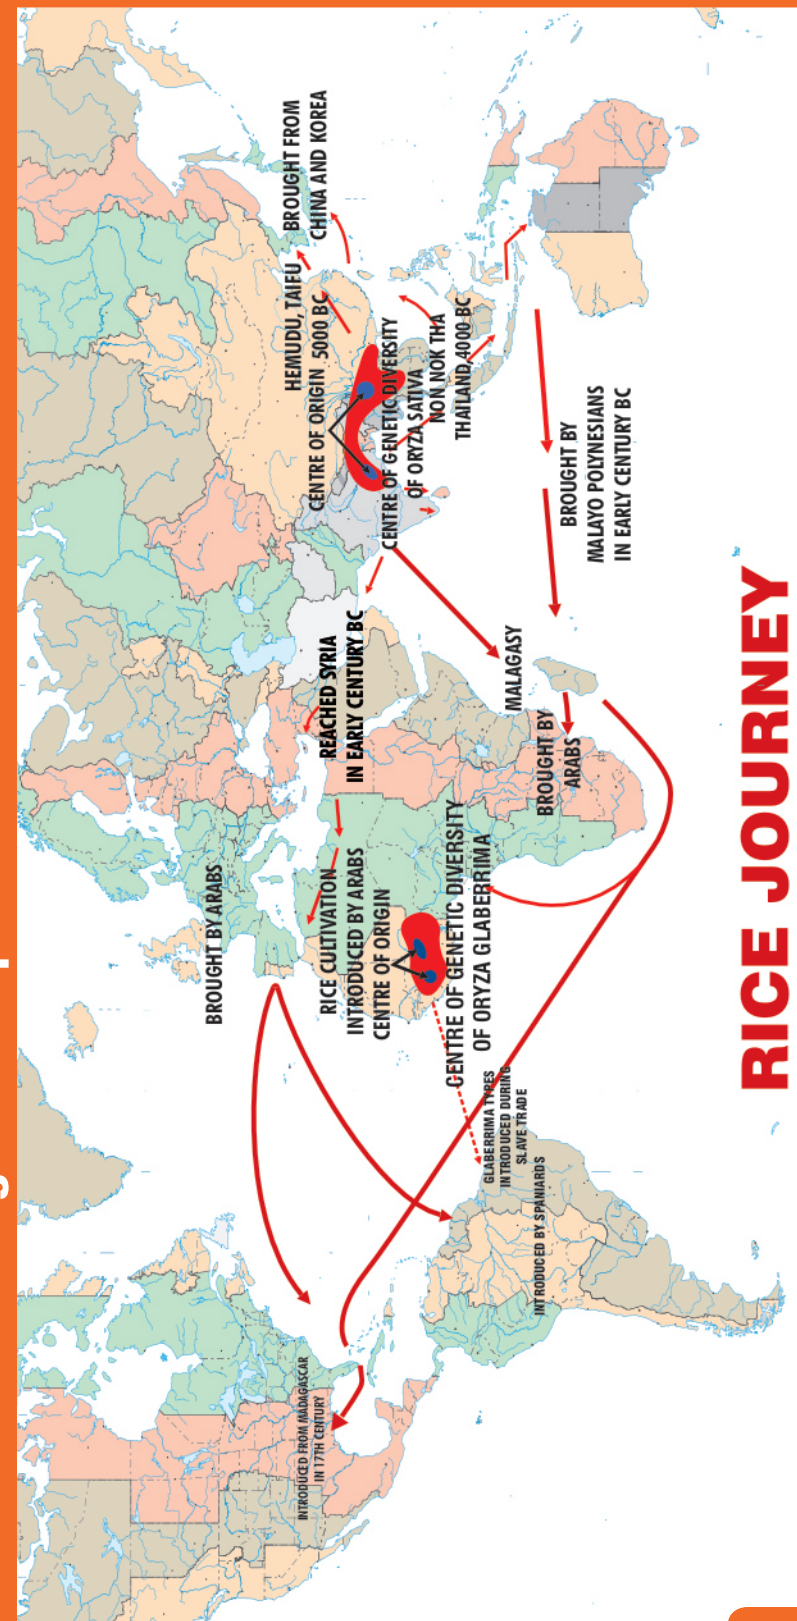 INTRODUCED FROM MADAGASCAR
IN 17TH CENTURY
BROUGHT BY ARABS
RICE CULTIVATION
INTRODUCED BY ARABS
CENTRE OF ORIGIN
CENTRE OF GENETIC DIVERSITY
OF ORYZA GLABERRIMA
GLABERRIMA TYPES
INTRODUCED DURING
SLAVE TRADE
INTRODUCED BY SPANIARDS
REACHED SYRIA
IN EARLY CENTURY BC
MALAGASY
BROUGHT BY
ARABS
HEMUDU, TAIFU
CENTRE OF ORIGIN 5000 BC
BROUGHT FROM
CHINA AND KOREA
CENTRE OF GENETIC DIVERSITY
OF ORYZA SATIVA
NON NOK THA
THAILAND, 4000 BC
BROUGHT BY
MALAYO POLYNESIANS
IN EARLY CENTURY BC
RICE JOURNEY